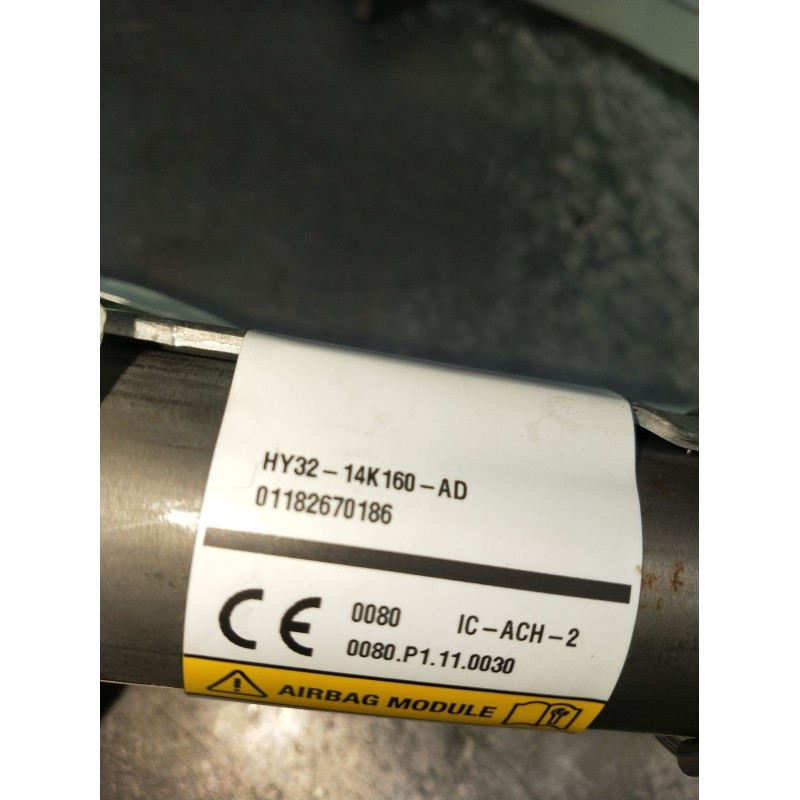 HY32-14K160-AD
01182670186
CE 0080 IC-ACH-2
0080.P1.11.0030
AIRBAG MODULE